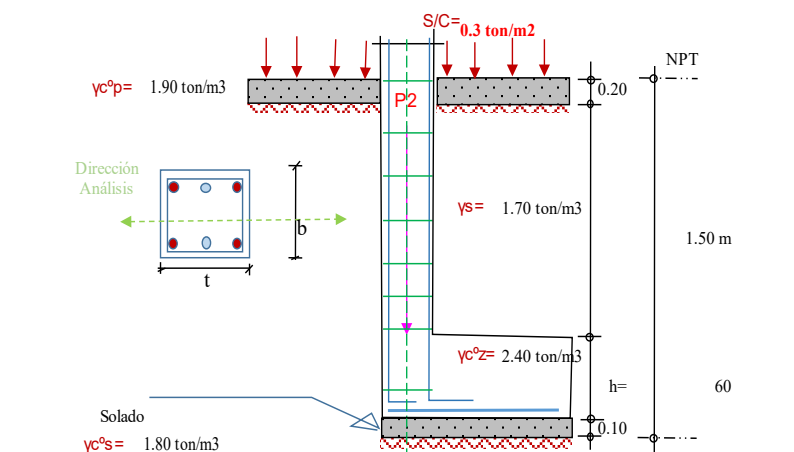 S/C= 0.3 ton/m2
NPT
γcºp= 1.90 ton/m3
0.20
P2
Dirección
Análisis
γs= 1.70 ton/m3
b
1.50 m
t
γcºz= 2.40 ton/m3
h= 60
Solado
0.10
γcºs= 1.80 ton/m3